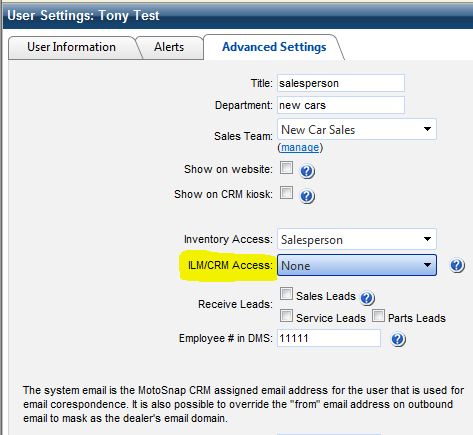 User Settings: Tony Test
User Information Alerts Advanced Settings
Title: salesperson
Department: new cars
Sales Team: New Car Sales
(manage)
Show on website: ?
Show on CRM kiosk: ?
Inventory Access: Salesperson
ILM/CRM Access: None ?
Receive Leads: Sales Leads ?
Service Leads Parts Leads
Employee # in DMS: 11111 ?
The system email is the MotoSnap CRM assigned email address for the user that is used for
email corespondence. It is also possible to override the "from" email address on outbound
email to mask as the dealer's email domain.